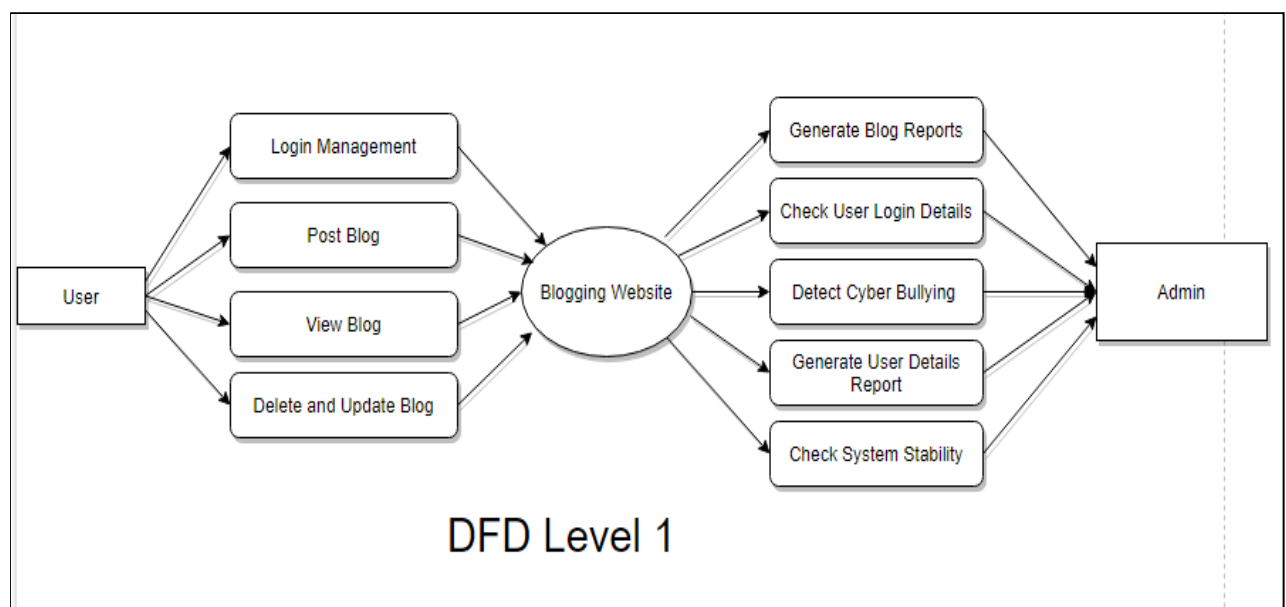 User
Login Management
Post Blog
View Blog
Delete and Update Blog
Blogging Website
Generate Blog Reports
Check User Login Details
Detect Cyber Bullying
Generate User Details
Report
Check System Stability
Admin
DFD Level 1